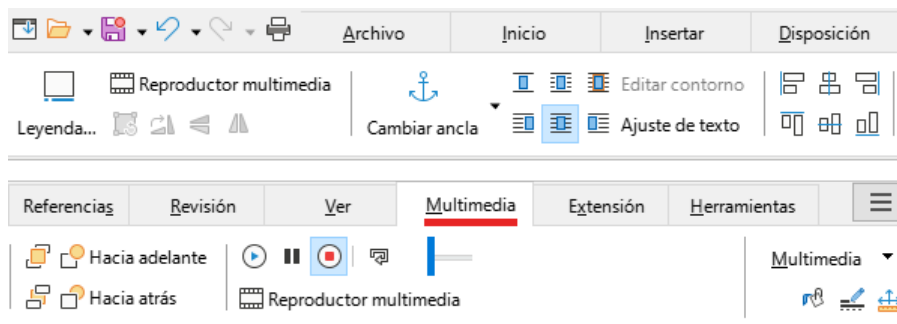 Archivo Inicio Insertar Disposición
Reproductor multimedia Editar contorno
Leyenda... Cambiar ancla Ajuste de texto
Referencias Revisión Ver Multimedia Extensión Herramientas
Hacia adelante Multimedia
Hacia atrás Reproductor multimedia